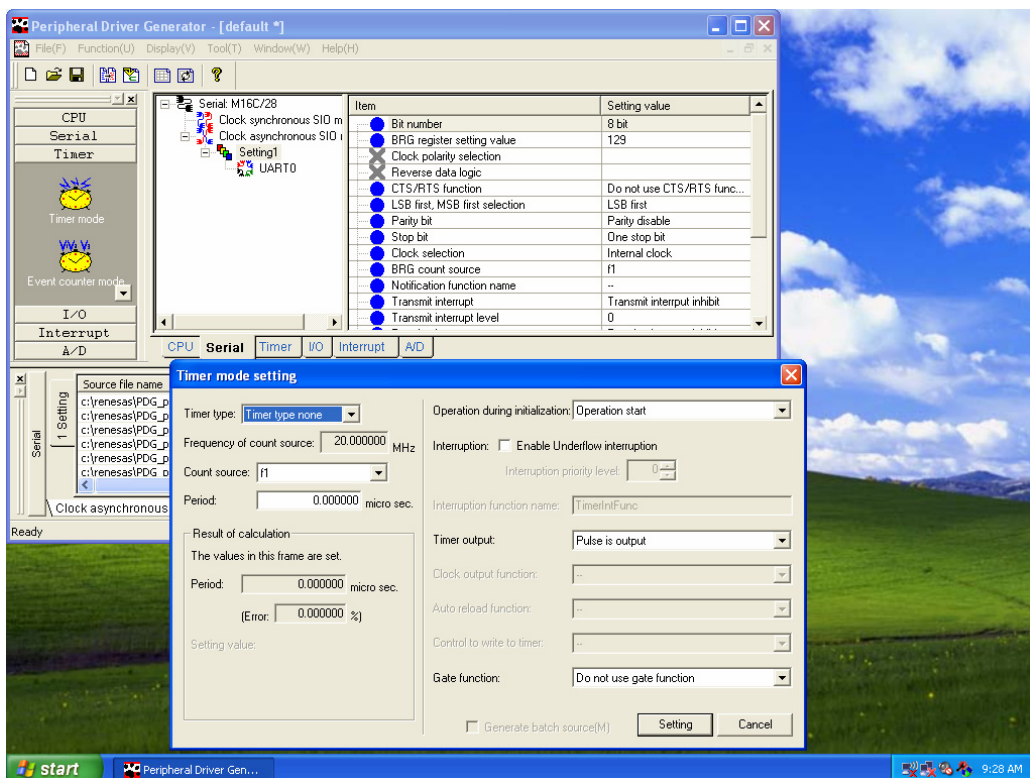 Peripheral Driver Generator - [default *]
File(F) Function(U) Display(V) Tool(T) Window(W) Help(H)
CPU
Serial
Timer
Timer mode
Event counter mode
I/O
Interrupt
A/D
Serial: M16C/28
Clock synchronous SIO m
Clock asynchronous SIO
Setting1
UART0
Item Setting value
Bit number 8 bit
BRG register setting value 129
Clock polarity selection
Reverse data logic
CTS/RTS function Do not use CTS/RTS func...
LSB first, MSB first selection LSB first
Parity bit Parity disable
Stop bit One stop bit
Clock selection Internal clock
BRG count source f1
Notification function name --
Transmit interrupt Transmit interrput inhibit
Transmit interrupt level 0
CPU Serial Timer I/O Interrupt A/D
Serial
1 Setting
Source file name
c:\renesas\PDG_p
c:\renesas\PDG_p
c:\renesas\PDG_p
c:\renesas\PDG_p
c:\renesas\PDG_p
c:\renesas\PDG_p
Clock asynchronous
Ready
Timer mode setting
Timer type: Timer type none
Frequency of count source: 20.000000 MHz
Count source: f1
Period: 0.000000 micro sec.
Result of calculation
The values in this frame are set.
Period: 0.000000 micro sec.
(Error: 0.000000 %)
Setting value:
Operation during initialization: Operation start
Interruption: Enable Underflow interruption
Interruption priority level: 0
Interruption function name: TimerIntFunc
Timer output: Pulse is output
Clock output function: --
Auto reload function: --
Control to write to timer: --
Gate function: Do not use gate function
Generate batch source(M) Setting Cancel
start Peripheral Driver Gen... 9:28 AM